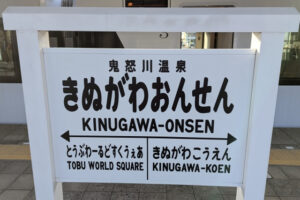 鬼怒川温泉
きぬがわおんせん
KINUGAWA-ONSEN
とうぶわーるどすくうぇあ
TOBU WORLD SQUARE
きぬがわこうえん
KINUGAWA-KOEN